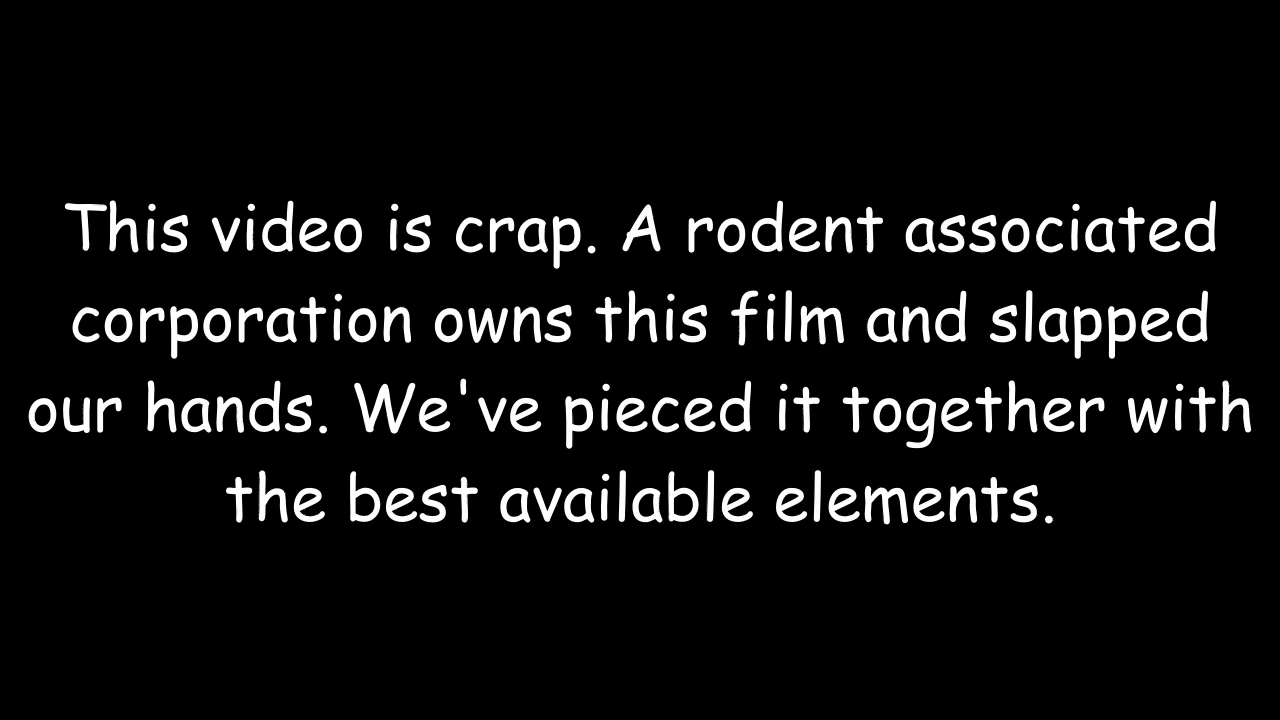 This video is crap. A rodent associated
corporation owns this film and slapped
our hands. We've pieced it together with
the best available elements.